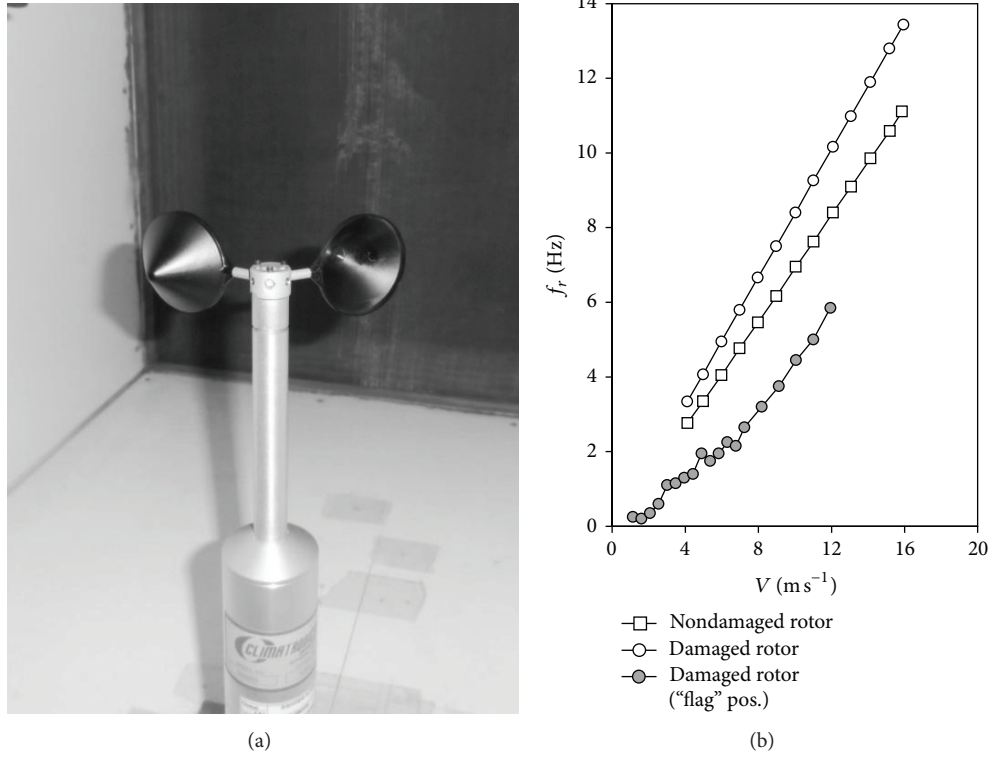 CLIMATRON
(a)
14
12
10
8
6
4
2
0
f_r (Hz)
0 4 8 12 16 20
V (m s⁻¹)
Nondamaged rotor
Damaged rotor
Damaged rotor
(“flag” pos.)
(b)